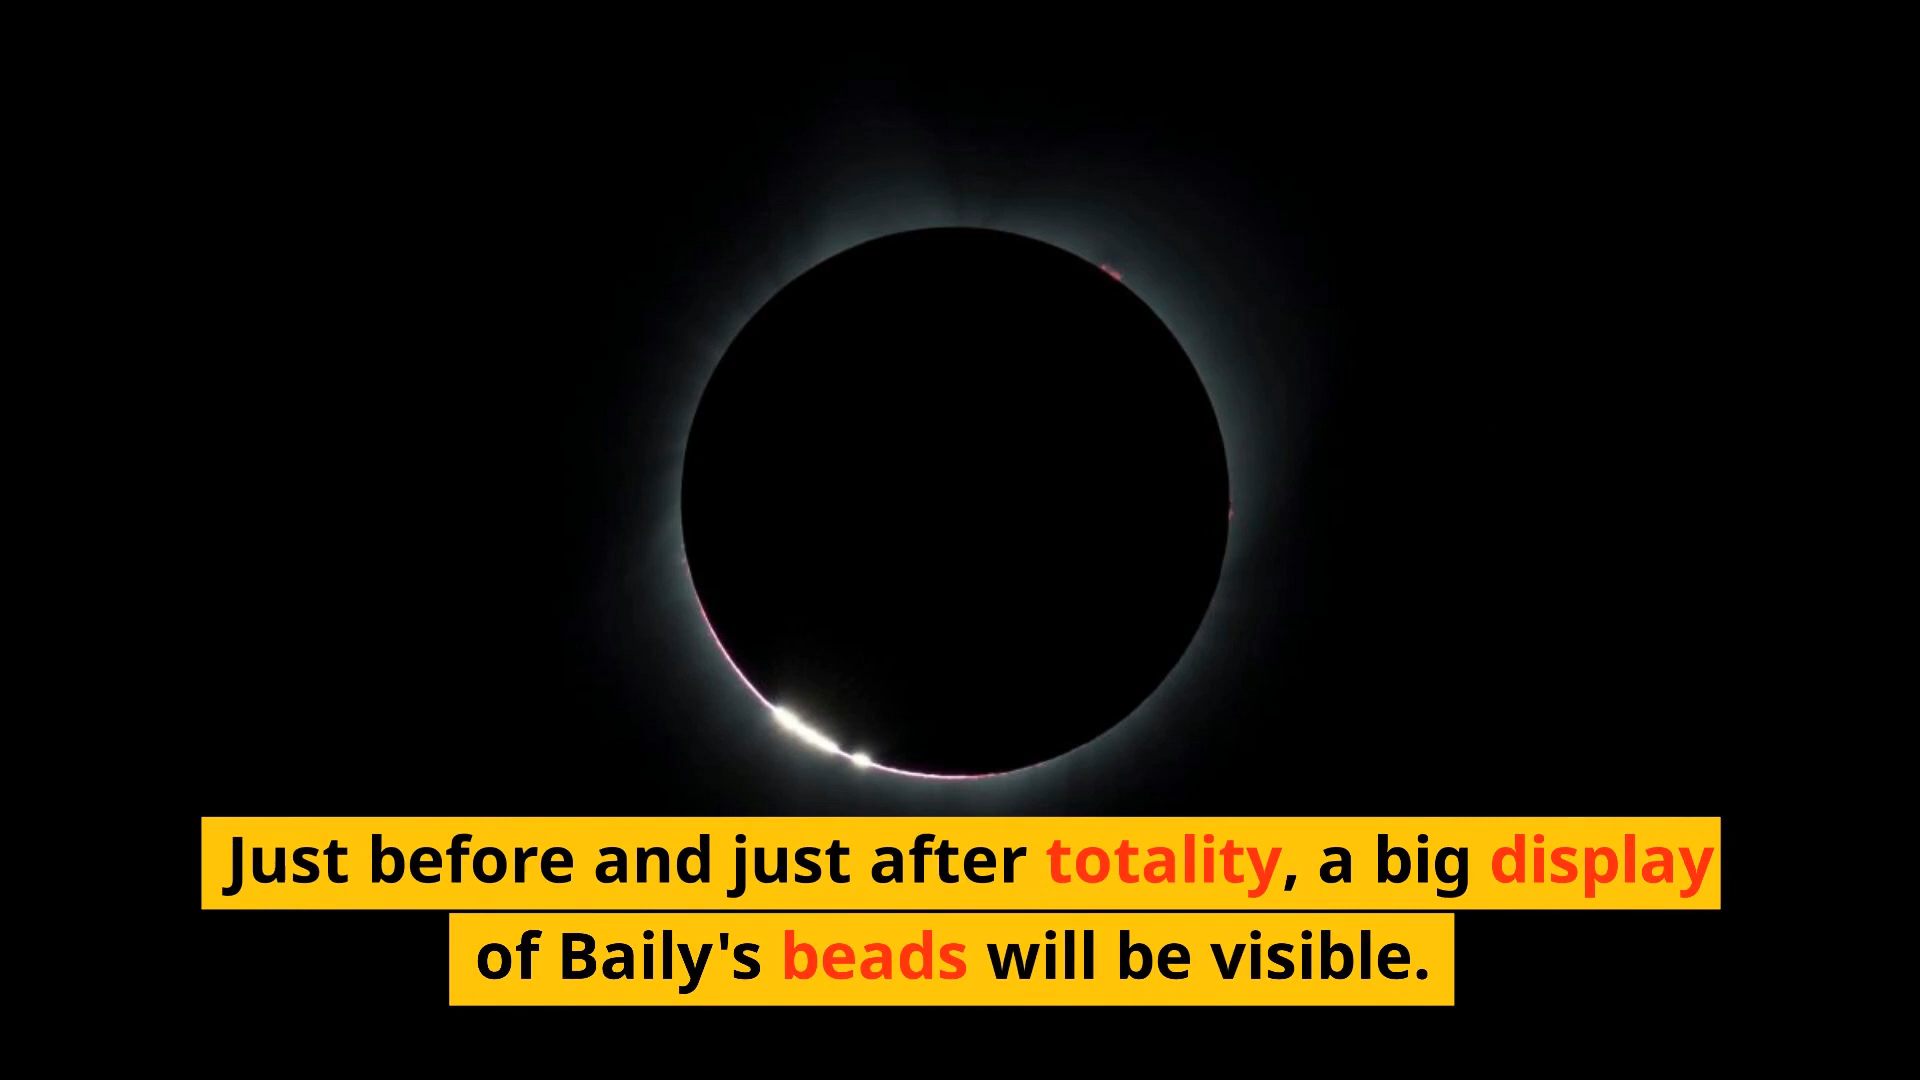 Just before and just after totality, a big display
of Baily's beads will be visible.